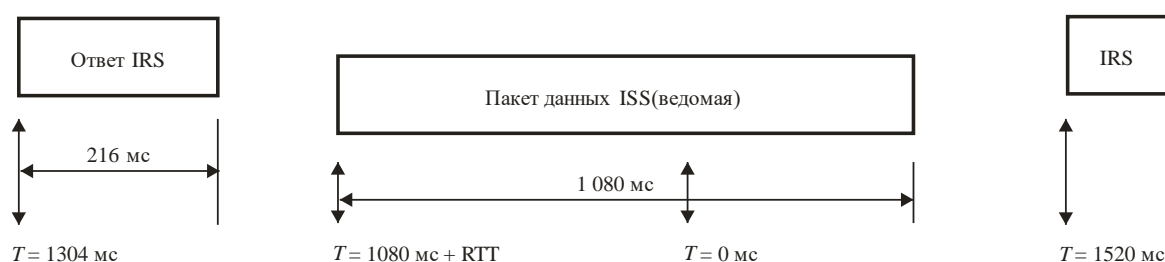 Ответ IRS
IRS
Пакет данных ISS(ведомая)
216 мс
1 080 мс
T = 1304 мс
T = 1080 мс + RTT
T = 0 мс
T = 1520 мс